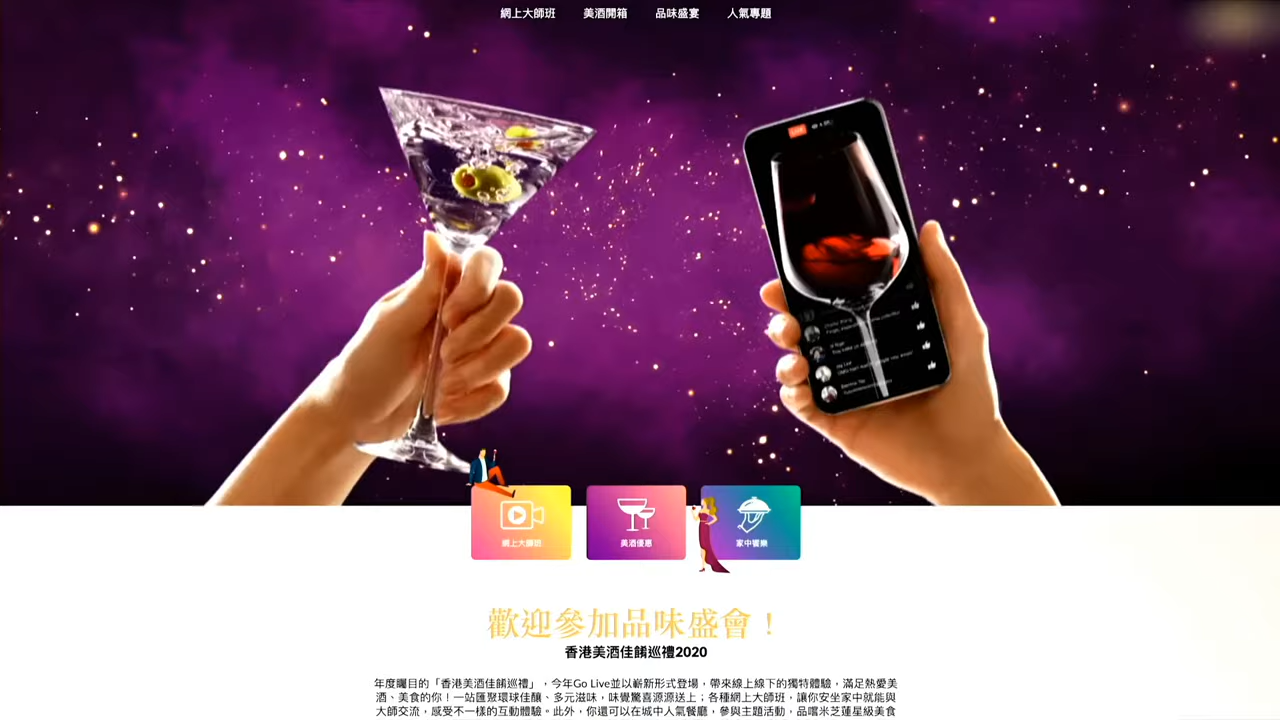 網上大師班 美酒開箱 品味盛宴 人氣專題
LIVE
網上大師班
美酒優惠
家中饗樂
歡迎參加品味盛會！
香港美酒佳餚巡禮2020
年度矚目的「香港美酒佳餚巡禮」，今年Go Live並以嶄新形式登場，帶來線上線下的獨特體驗，滿足熱愛美
酒、美食的你！一站匯聚環球佳釀、多元滋味，味覺驚喜源源送上；各種網上大師班，讓你安坐家中就能與
大師交流，感受不一樣的互動體驗。此外，你還可以在城中人氣餐廳，參與主題活動，品嚐米芝蓮星級美食